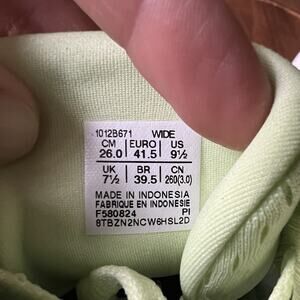 1012B671 WIDE
CM EURO US
26.0 41.5 9½
UK BR CN
7½ 39.5 260(3.0)
MADE IN INDONESIA
FABRIQUE EN INDONESIE
F580824 PI
8TBZN2NCW6HSL2D